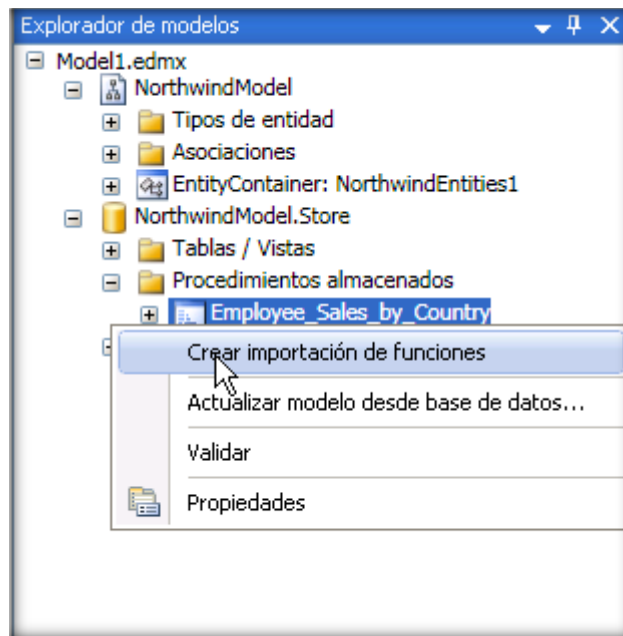 Explorador de modelos
Model1.edmx
NorthwindModel
Tipos de entidad
Asociaciones
EntityContainer: NorthwindEntities1
NorthwindModel.Store
Tablas / Vistas
Procedimientos almacenados
Employee_Sales_by_Country
Crear importación de funciones
Actualizar modelo desde base de datos...
Validar
Propiedades